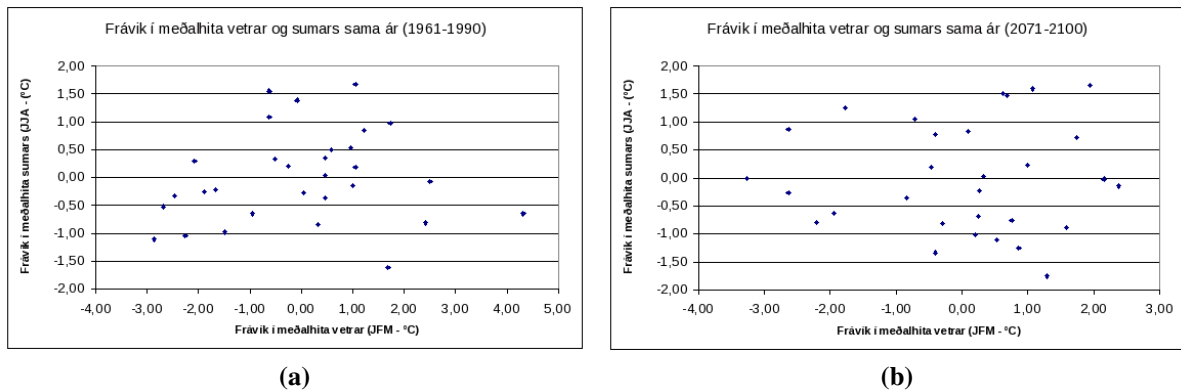 Frávik í meðalhita vetrar og sumars sama ár (1961-1990)
Frávik í meðalhita sumars (JJA - (°C)
2,00
1,50
1,00
0,50
0,00
-0,50
-1,00
-1,50
-2,00
-4,00 -3,00 -2,00 -1,00 0,00 1,00 2,00 3,00 4,00 5,00
Frávik í meðalhita vetrar (JFM - °C)
(a)
Frávik í meðalhita vetrar og sumars sama ár (2071-2100)
Frávik í meðalhita sumars (JJA - (°C)
2,00
1,50
1,00
0,50
0,00
-0,50
-1,00
-1,50
-2,00
-4,00 -3,00 -2,00 -1,00 0,00 1,00 2,00 3,00
Frávik í meðalhita vetrar (JFM - °C)
(b)